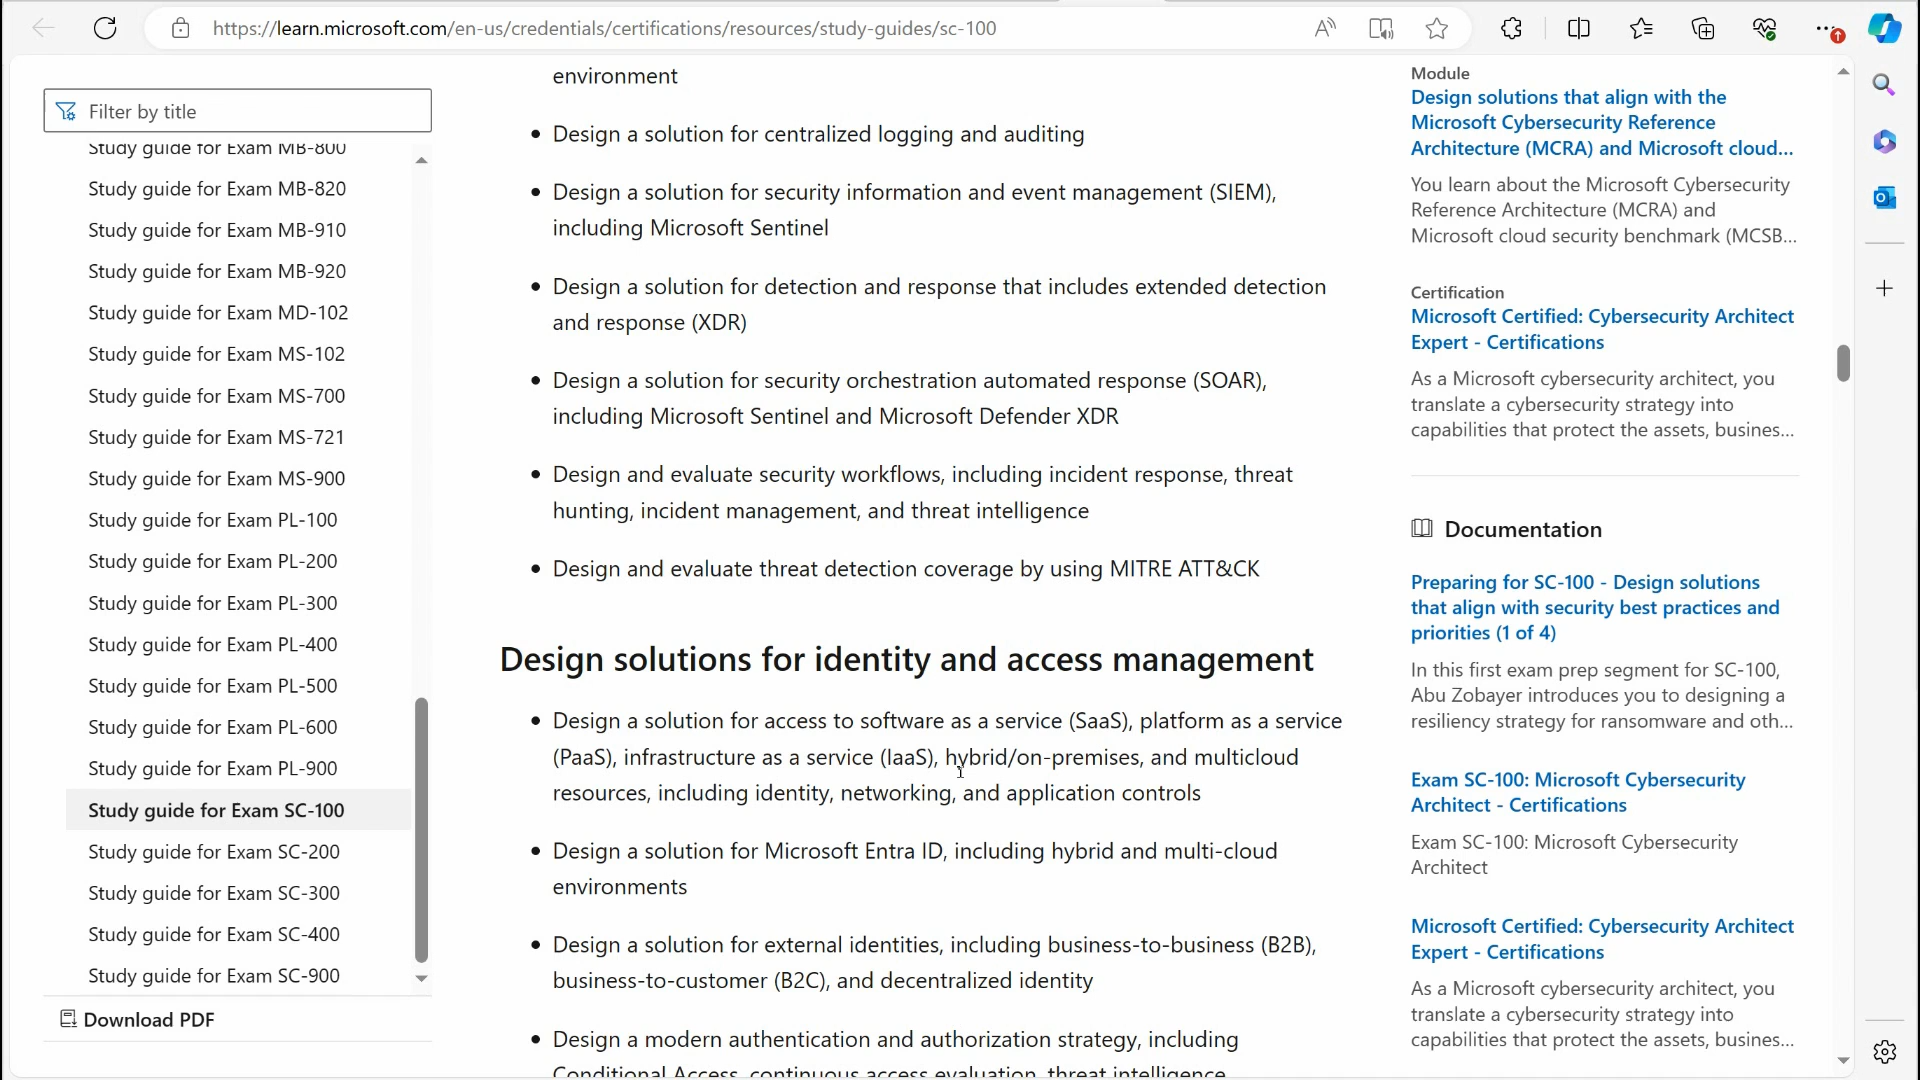 https://learn.microsoft.com/en-us/credentials/certifications/resources/study-guides/sc-100
Filter by title
Study guide for Exam MB-800
Study guide for Exam MB-820
Study guide for Exam MB-910
Study guide for Exam MB-920
Study guide for Exam MD-102
Study guide for Exam MS-102
Study guide for Exam MS-700
Study guide for Exam MS-721
Study guide for Exam MS-900
Study guide for Exam PL-100
Study guide for Exam PL-200
Study guide for Exam PL-300
Study guide for Exam PL-400
Study guide for Exam PL-500
Study guide for Exam PL-600
Study guide for Exam PL-900
Study guide for Exam SC-100
Study guide for Exam SC-200
Study guide for Exam SC-300
Study guide for Exam SC-400
Study guide for Exam SC-900
Download PDF
environment
• Design a solution for centralized logging and auditing
• Design a solution for security information and event management (SIEM),
including Microsoft Sentinel
• Design a solution for detection and response that includes extended detection
and response (XDR)
• Design a solution for security orchestration automated response (SOAR),
including Microsoft Sentinel and Microsoft Defender XDR
• Design and evaluate security workflows, including incident response, threat
hunting, incident management, and threat intelligence
• Design and evaluate threat detection coverage by using MITRE ATT&CK
Design solutions for identity and access management
• Design a solution for access to software as a service (SaaS), platform as a service
(PaaS), infrastructure as a service (IaaS), hybrid/on-premises, and multicloud
resources, including identity, networking, and application controls
• Design a solution for Microsoft Entra ID, including hybrid and multi-cloud
environments
• Design a solution for external identities, including business-to-business (B2B),
business-to-customer (B2C), and decentralized identity
• Design a modern authentication and authorization strategy, including
Conditional Access, continuous access evaluation, threat intelligence
Module
Design solutions that align with the
Microsoft Cybersecurity Reference
Architecture (MCRA) and Microsoft cloud...
You learn about the Microsoft Cybersecurity
Reference Architecture (MCRA) and
Microsoft cloud security benchmark (MCSB...
Certification
Microsoft Certified: Cybersecurity Architect
Expert - Certifications
As a Microsoft cybersecurity architect, you
translate a cybersecurity strategy into
capabilities that protect the assets, busines...
Documentation
Preparing for SC-100 - Design solutions
that align with security best practices and
priorities (1 of 4)
In this first exam prep segment for SC-100,
Abu Zobayer introduces you to designing a
resiliency strategy for ransomware and oth...
Exam SC-100: Microsoft Cybersecurity
Architect - Certifications
Exam SC-100: Microsoft Cybersecurity
Architect
Microsoft Certified: Cybersecurity Architect
Expert - Certifications
As a Microsoft cybersecurity architect, you
translate a cybersecurity strategy into
capabilities that protect the assets, busines...